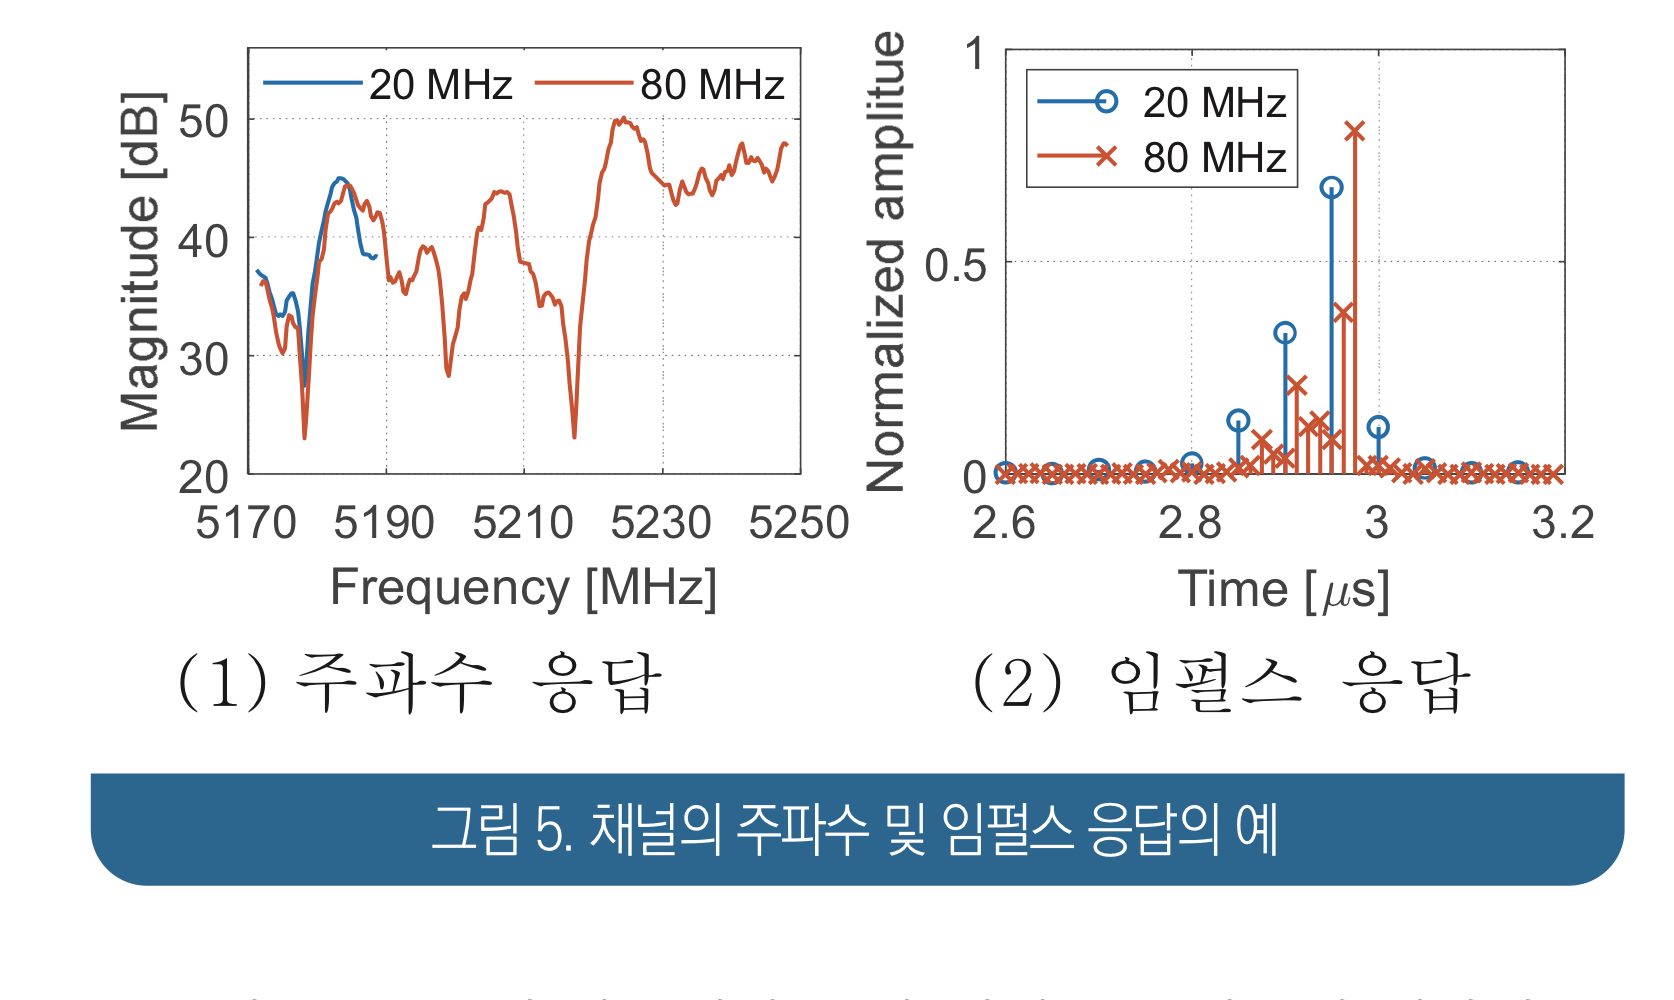 20 MHz 80 MHz
Magnitude [dB]
50
40
30
20
5170 5190 5210 5230 5250
Frequency [MHz]
(1) 주파수 응답
20 MHz
80 MHz
Normalized amplitue
1
0.5
0
2.6 2.8 3 3.2
Time [μs]
(2) 임펄스 응답
그림 5. 채널의 주파수 및 임펄스 응답의 예